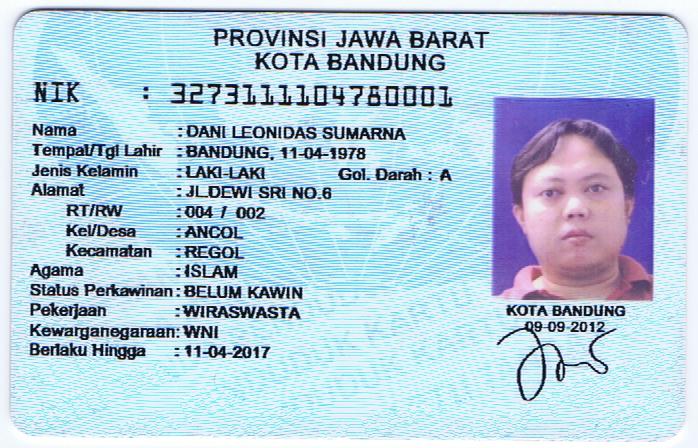 PROVINSI JAWA BARAT
KOTA BANDUNG
NIK : 3273111104780001
Nama : DANI LEONIDAS SUMARNA
Tempat/Tgl Lahir : BANDUNG, 11-04-1978
Jenis Kelamin : LAKI-LAKI Gol. Darah : A
Alamat : JL.DEWI SRI NO.6
RT/RW : 004 / 002
Kel/Desa : ANCOL
Kecamatan : REGOL
Agama : ISLAM
Status Perkawinan : BELUM KAWIN
Pekerjaan : WIRASWASTA
Kewarganegaraan : WNI
Berlaku Hingga : 11-04-2017
KOTA BANDUNG
09-09-2012